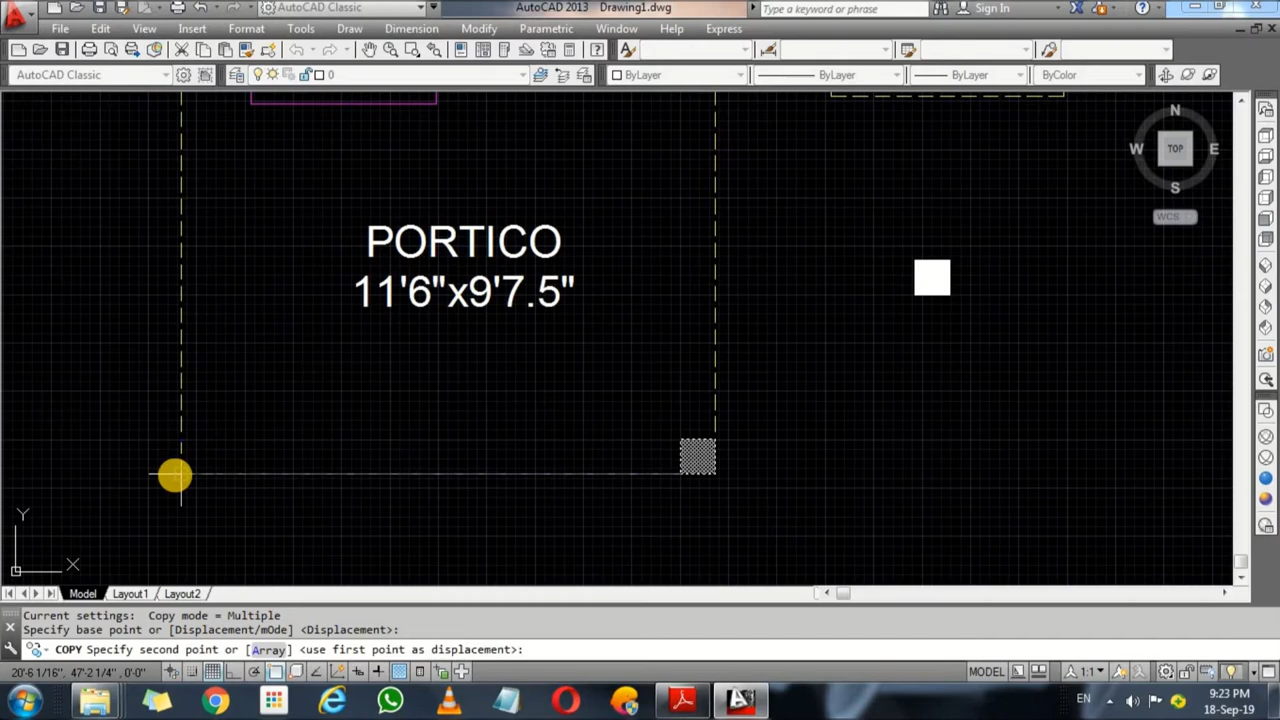 AutoCAD Classic
AutoCAD 2013 Drawing1.dwg
Type a keyword or phrase
Sign In
File Edit View Insert Format Tools Draw Dimension Modify Parametric Window Help Express
AutoCAD Classic
0
ByLayer
ByLayer
ByLayer
ByColor
N
W TOP E
S
WCS
PORTICO
11'6"x9'7.5"
Y
X
Model Layout1 Layout2
Current settings: Copy mode = Multiple
Specify base point or [Displacement/mOde] <Displacement>:
COPY Specify second point or [Array] <use first point as displacement>:
20'-6 1/16", 47'-2 1/4", 0'-0"
MODEL
1:1
EN
9:23 PM
18-Sep-19